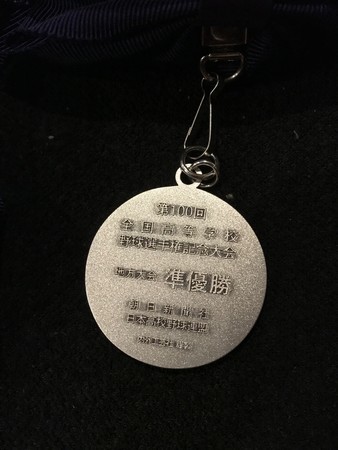 第100回
全国高等学校
野球選手権記念大会
地方大会 準優勝
朝日新聞社
日本高校野球連盟